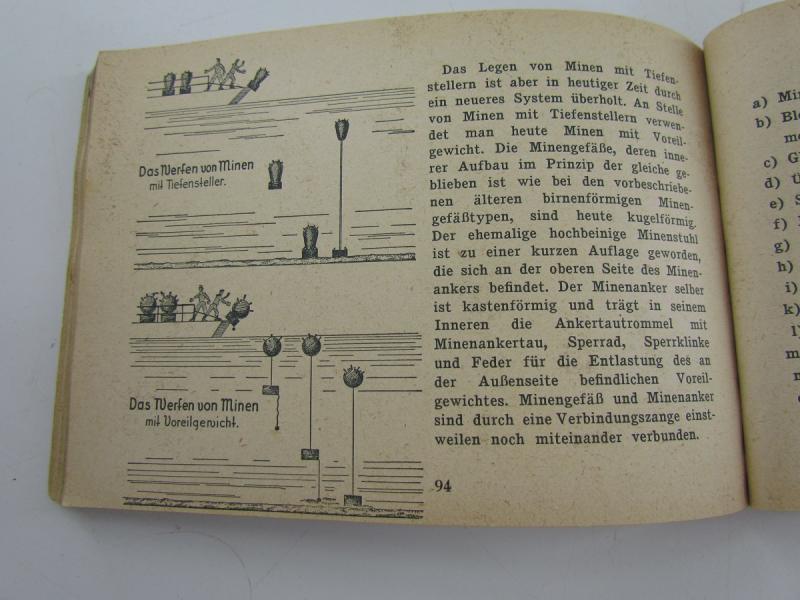 Das Werfen von Minen
mit Tiefensteller.
Das Werfen von Minen
mit Voreilgewicht.
Das Legen von Minen mit Tiefen-
stellern ist aber in heutiger Zeit durch
ein neueres System überholt. An Stelle
von Minen mit Tiefenstellern verwen-
det man heute Minen mit Voreil-
gewicht. Die Minengefäße, deren inne-
rer Aufbau im Prinzip der gleiche ge-
blieben ist wie bei den vorbeschriebe-
nen älteren birnenförmigen Minen-
gefäßtypen, sind heute kugelförmig.
Der ehemalige hochbeinige Minenstuhl
ist zu einer kurzen Auflage geworden,
die sich an der oberen Seite des Minen-
ankers befindet. Der Minenanker selber
ist kastenförmig und trägt in seinem
Inneren die Ankertautrommel mit
Minenankertau, Sperrad, Sperrklinke
und Feder für die Entlastung des an
der Außenseite befindlichen Voreil-
gewichtes. Minengefäß und Minenanker
sind durch eine Verbindungszange einst-
weilen noch miteinander verbunden.
94
a)
b)
c)
d)
e)
f)
g)
h)
i)
k)
l)